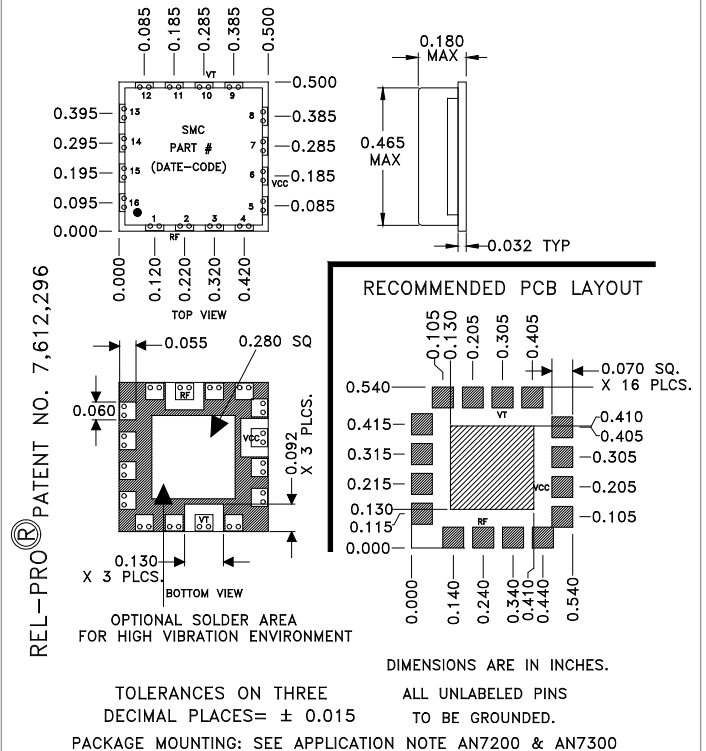 0.085 0.185 0.285 0.385 0.500
VT
12 11 10 9
0.500
0.395 13 8 0.385
SMC
0.295 14 PART # 7 0.285
(DATE-CODE)
0.195 15 6 VCC 0.185
0.095 16 5 0.085
1 2 3 4
0.000
RF
0.000 0.120 0.220 0.320 0.420
TOP VIEW
0.180
MAX
0.465
MAX
0.032 TYP
REL-PRO® PATENT NO. 7,612,296
0.055 0.280 SQ
RF
0.060
VCC
0.092
X 3 PLCS.
VT
0.130
X 3 PLCS.
BOTTOM VIEW
OPTIONAL SOLDER AREA
FOR HIGH VIBRATION ENVIRONMENT
RECOMMENDED PCB LAYOUT
0.105 0.130 0.205 0.305 0.405
0.070 SQ.
X 16 PLCS.
0.540
VT
0.415 0.410
0.405
0.315 0.305
0.215 VCC 0.205
0.130
0.115 0.105
RF
0.000
0.000 0.140 0.240 0.340 0.410 0.440 0.540
DIMENSIONS ARE IN INCHES.
TOLERANCES ON THREE
DECIMAL PLACES= ± 0.015
ALL UNLABELED PINS
TO BE GROUNDED.
PACKAGE MOUNTING: SEE APPLICATION NOTE AN7200 & AN7300